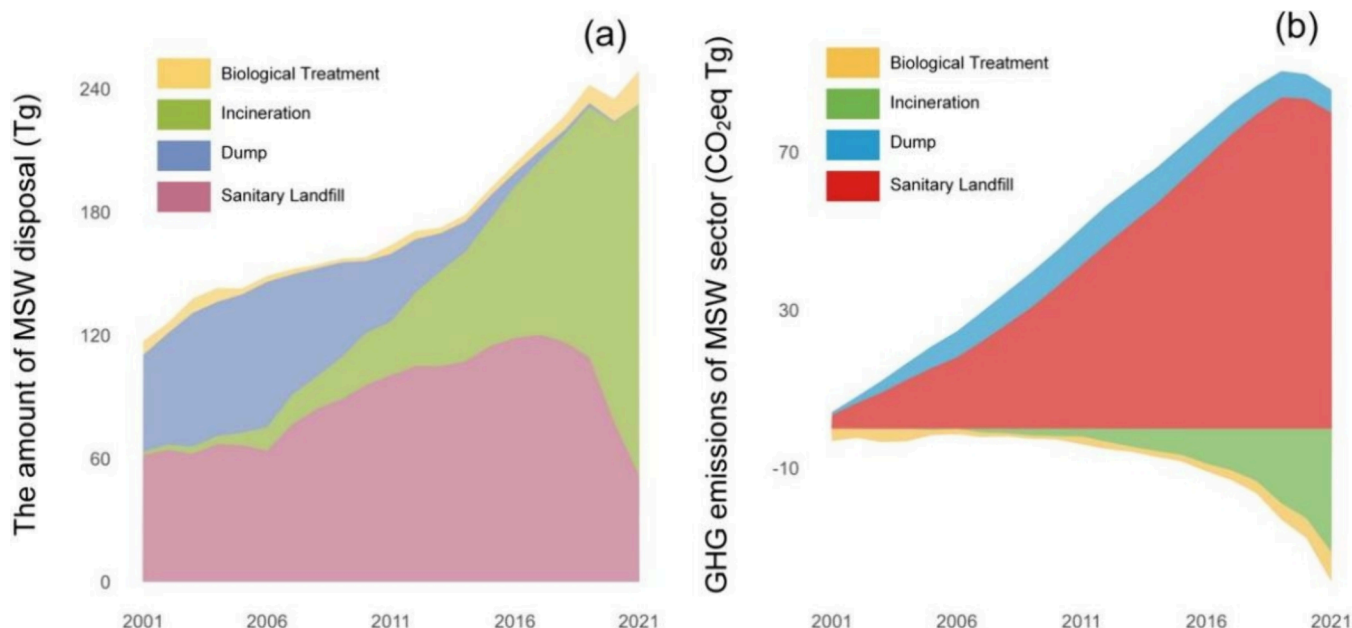 (a)
The amount of MSW disposal (Tg)
Biological Treatment
Incineration
Dump
Sanitary Landfill
240
180
120
60
0
2001
2006
2011
2016
2021
(b)
GHG emissions of MSW sector (CO₂eq Tg)
Biological Treatment
Incineration
Dump
Sanitary Landfill
70
30
-10
2001
2006
2011
2016
2021